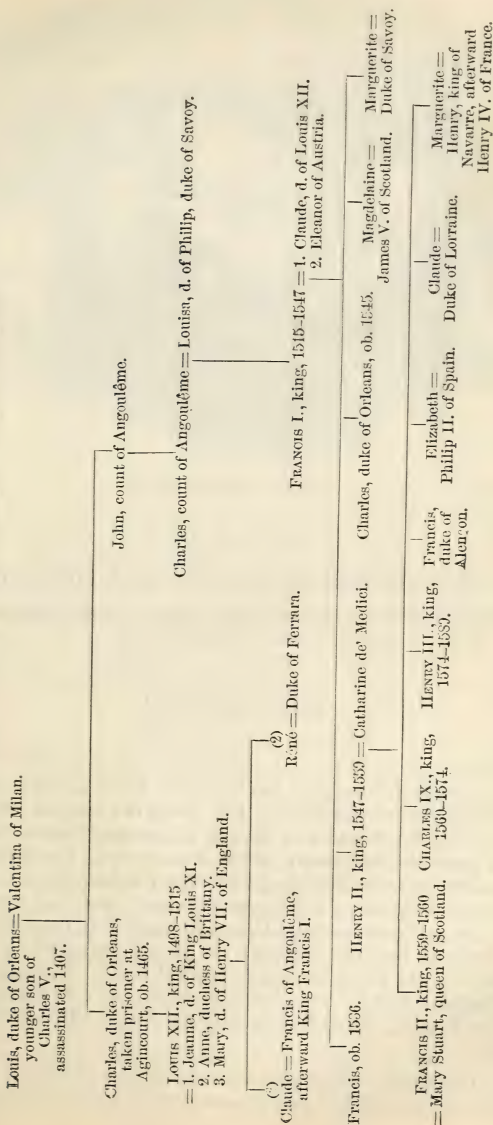 Louis, duke of Orleans=Valentina of Milan.
younger son of
Charles V.,
assassinated 1407.
Charles, duke of Orleans,
taken prisoner at
Agincourt, ob. 1465.
John, count of Angoulême.
LOUIS XII., king, 1498–1515
= 1. Jeanne, d. of King Louis XI.
2. Anne, duchess of Brittany.
3. Mary, d. of Henry VII. of England.
Charles, count of Angoulême = Louisa, d. of Philip, duke of Savoy.
(2)
Claude = Francis of Angoulême,
afterward King Francis I.
Réné = Duke of Ferrara.
FRANCIS I., king, 1515–1547 = 1. Claude, d. of Louis XII.
2. Eleanor of Austria.
Francis, ob. 1536.
HENRY II., king, 1547–1559 = Catharine de' Medici.
Charles, duke of Orleans, ob. 1545.
Magdelaine =
James V. of Scotland.
Marguerite =
Duke of Savoy.
FRANCIS II., king, 1559–1560
= Mary Stuart, queen of Scotland.
CHARLES IX., king,
1560–1574.
HENRY III., king,
1574–1589.
Francis,
duke of
Alençon.
Elizabeth =
Philip II. of Spain.
Claude =
Duke of Lorraine.
Marguerite =
Henry, king of
Navarre, afterward
Henry IV. of France.